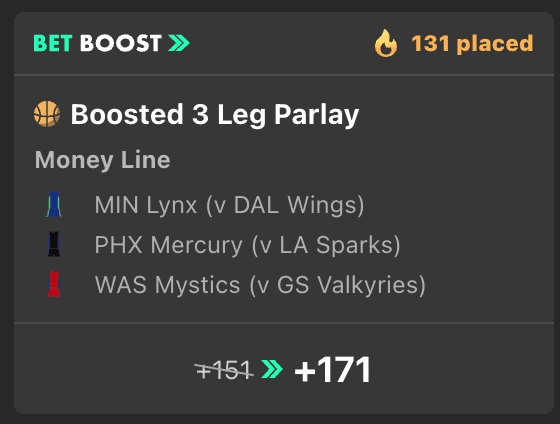 BET BOOST
131 placed
Boosted 3 Leg Parlay
Money Line
MIN Lynx (v DAL Wings)
PHX Mercury (v LA Sparks)
WAS Mystics (v GS Valkyries)
+151 +171